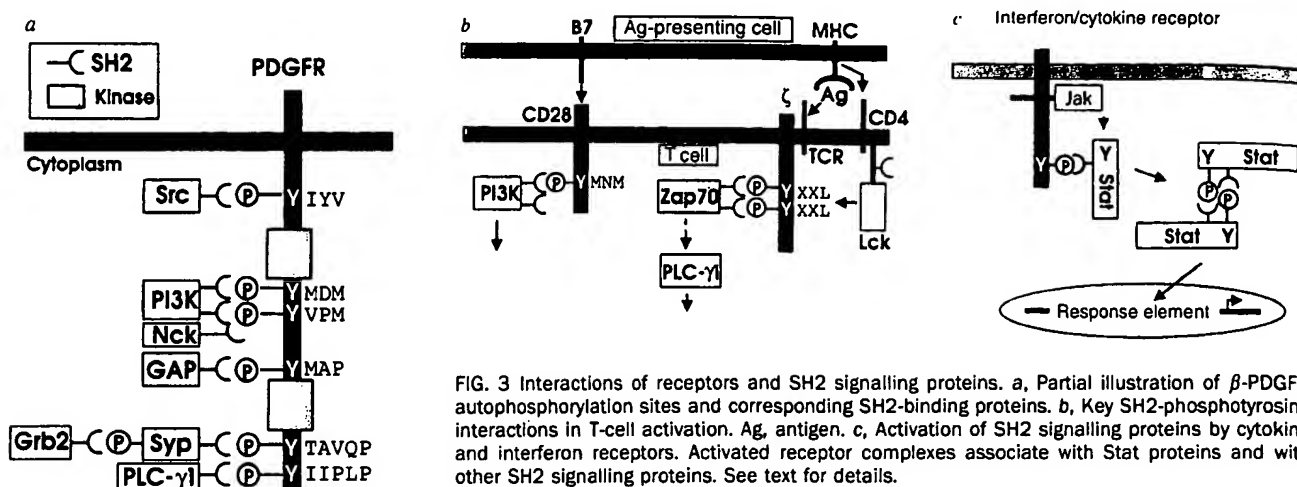 a
SH2
Kinase
PDGFR
Cytoplasm
Src P Y IYV
PI3K P Y MDM
P Y VPM
Nck
GAP P Y MAP
Grb2 P Syp P Y TAVQP
PLC-γ1 P Y IIPLP
b
B7 Ag-presenting cell MHC
Ag
CD28 ζ CD4
T cell TCR
PI3K P Y MNM
Zap70 P Y XXL
P Y XXL
Lck
PLC-γ1
c Interferon/cytokine receptor
Jak
Y P Y Stat
Y Stat
P P
Stat Y
Response element
FIG. 3 Interactions of receptors and SH2 signalling proteins. a, Partial illustration of β-PDGF
autophosphorylation sites and corresponding SH2-binding proteins. b, Key SH2-phosphotyrosin
interactions in T-cell activation. Ag, antigen. c, Activation of SH2 signalling proteins by cytokin
and interferon receptors. Activated receptor complexes associate with Stat proteins and wit
other SH2 signalling proteins. See text for details.